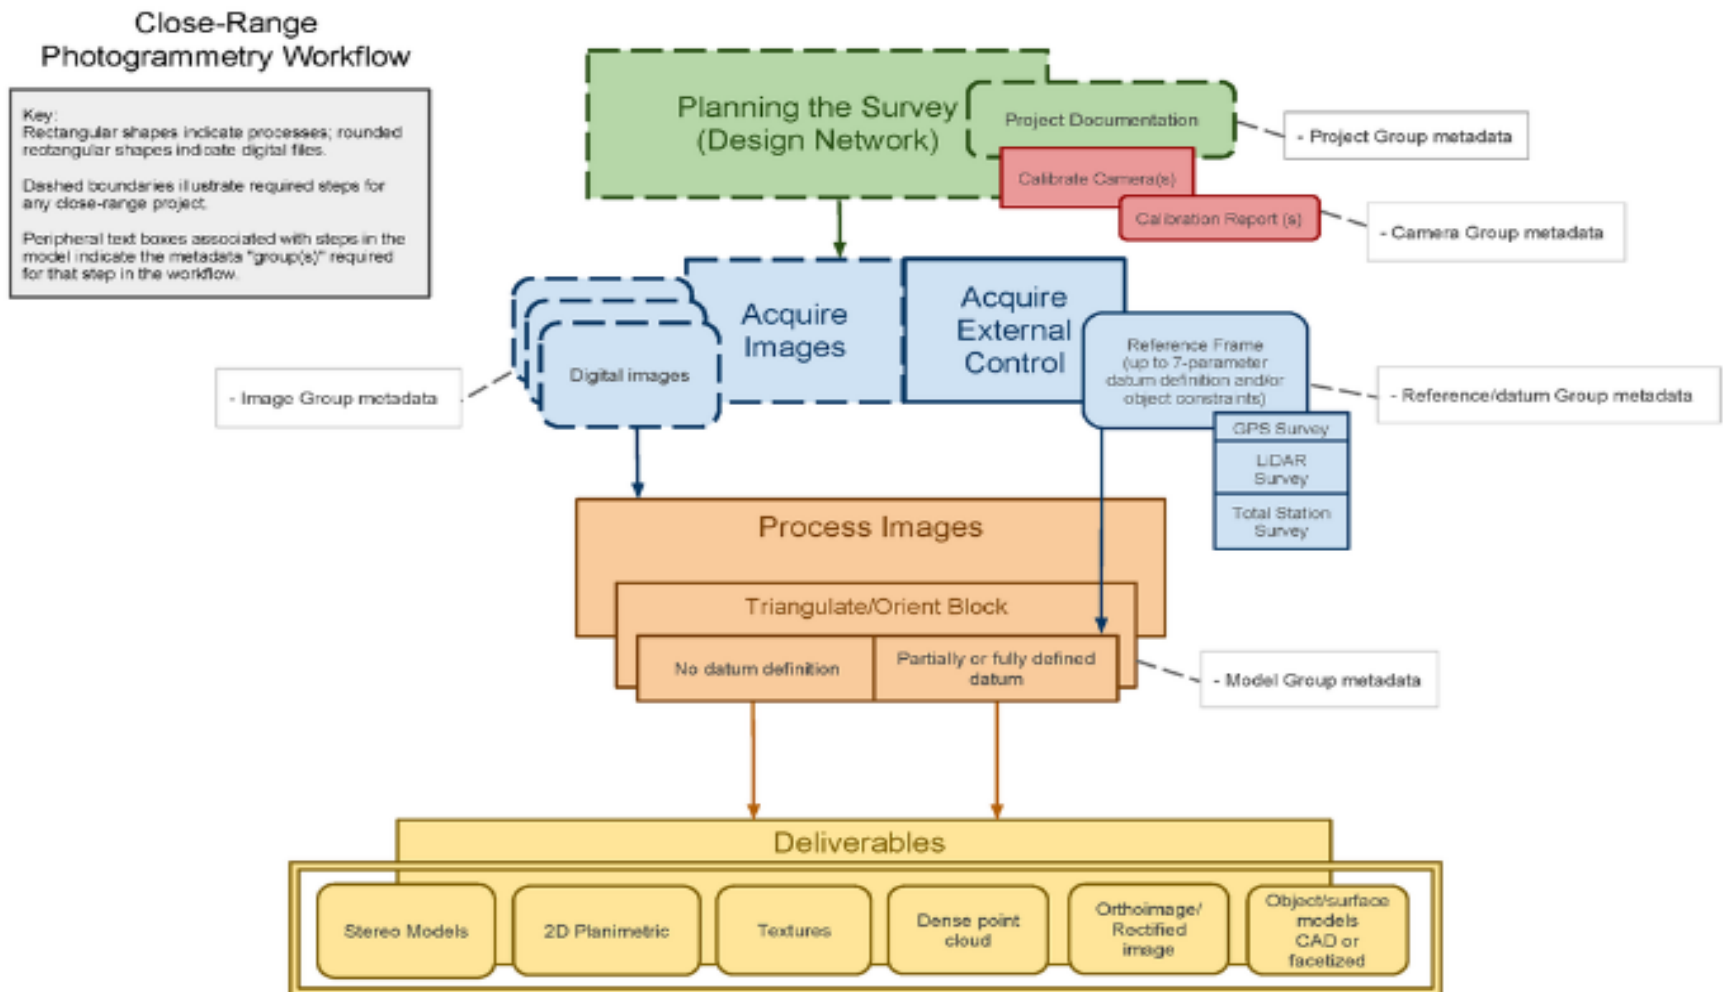 Close-Range
Photogrammetry Workflow
Key:
Rectangular shapes indicate processes; rounded
rectangular shapes indicate digital files.
Dashed boundaries illustrate required steps for
any close-range project.
Peripheral text boxes associated with steps in the
model indicate the metadata "group(s)" required
for that step in the workflow.
Planning the Survey
(Design Network)
Project Documentation
- Project Group metadata
Calibrate Camera(s)
Calibration Report (s)
- Camera Group metadata
Acquire
Images
Acquire
External
Control
Digital images
- Image Group metadata
Reference Frame
(up to 7-parameter
datum definition and/or
object constraints)
- Reference/datum Group metadata
GPS Survey
LiDAR
Survey
Total Station
Survey
Process Images
Triangulate/Orient Block
No datum definition
Partially or fully defined
datum
- Model Group metadata
Deliverables
Stereo Models
2D Planimetric
Textures
Dense point
cloud
Orthoimage/
Rectified
image
Object/surface
models
CAD or
facetized